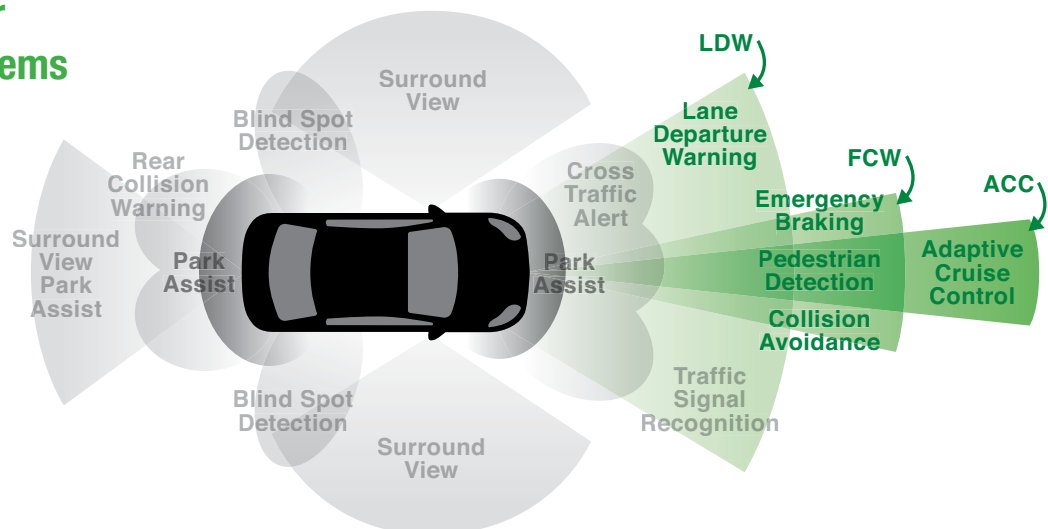 r
ems
LDW
Surround
View
Lane
Departure
Warning
Blind Spot
Detection
FCW
Rear
Collision
Warning
Cross
Traffic
Alert
ACC
Emergency
Braking
Surround
View
Park
Assist
Park
Assist
Park
Assist
Pedestrian
Detection
Adaptive
Cruise
Control
Collision
Avoidance
Blind Spot
Detection
Traffic
Signal
Recognition
Surround
View